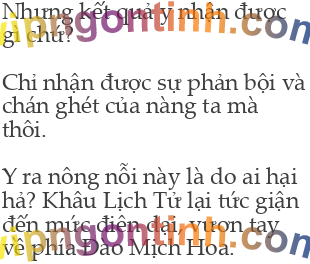 Nhưng kết quả y nhận được
gì chứ?
Chỉ nhận được sự phản bội và
chán ghét của nàng ta mà
thôi.
Y ra nông nỗi này là do ai hại
hả? Khâu Lịch Tử lại tức giận
đến mức điên dại, vươn tay
về phía Đào Mịch Hoa.
vipngontinh.com
vipngontinh.com